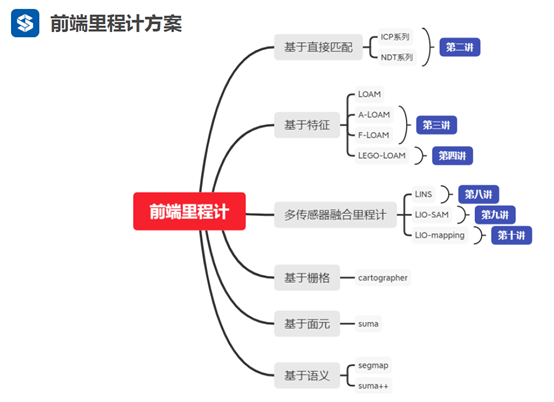 前端里程计方案
前端里程计
基于直接匹配
ICP系列
NDT系列
第二讲
基于特征
LOAM
A-LOAM
F-LOAM
第三讲
LEGO-LOAM
第四讲
多传感器融合里程计
LINS
第八讲
LIO-SAM
第九讲
LIO-mapping
第十讲
基于栅格
cartographer
基于面元
suma
基于语义
segmap
suma++